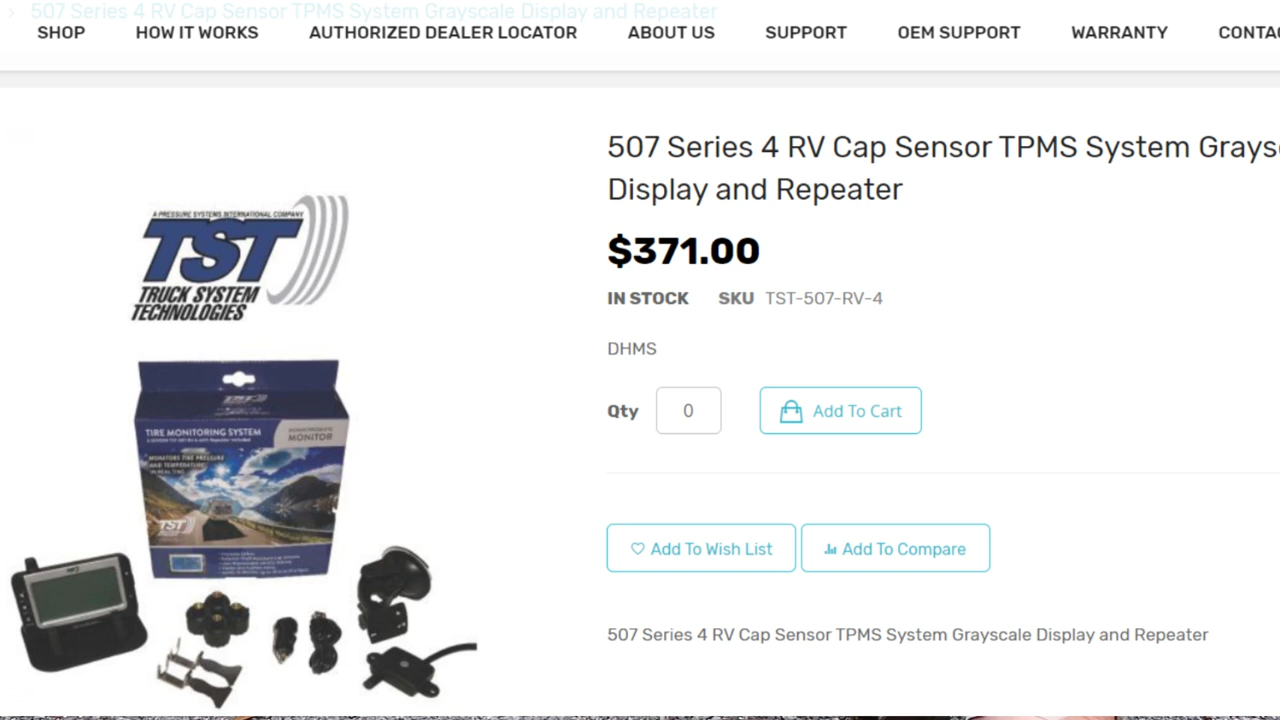 507 Series 4 RV Cap Sensor TPMS System Grayscale Display and Repeater
SHOP HOW IT WORKS AUTHORIZED DEALER LOCATOR ABOUT US SUPPORT OEM SUPPORT WARRANTY CONTAC
507 Series 4 RV Cap Sensor TPMS System Graysc
Display and Repeater
$371.00
IN STOCK SKU TST-507-RV-4
DHMS
Qty 0 Add To Cart
Add To Wish List Add To Compare
507 Series 4 RV Cap Sensor TPMS System Grayscale Display and Repeater
A PRESSURE SYSTEMS INTERNATIONAL COMPANY
TST
TRUCK SYSTEM
TECHNOLOGIES
TST
TIRE MONITORING SYSTEM
MONITOR
MONITORS TIRE PRESSURE
AND TEMPERATURE
IN REAL TIME
TST